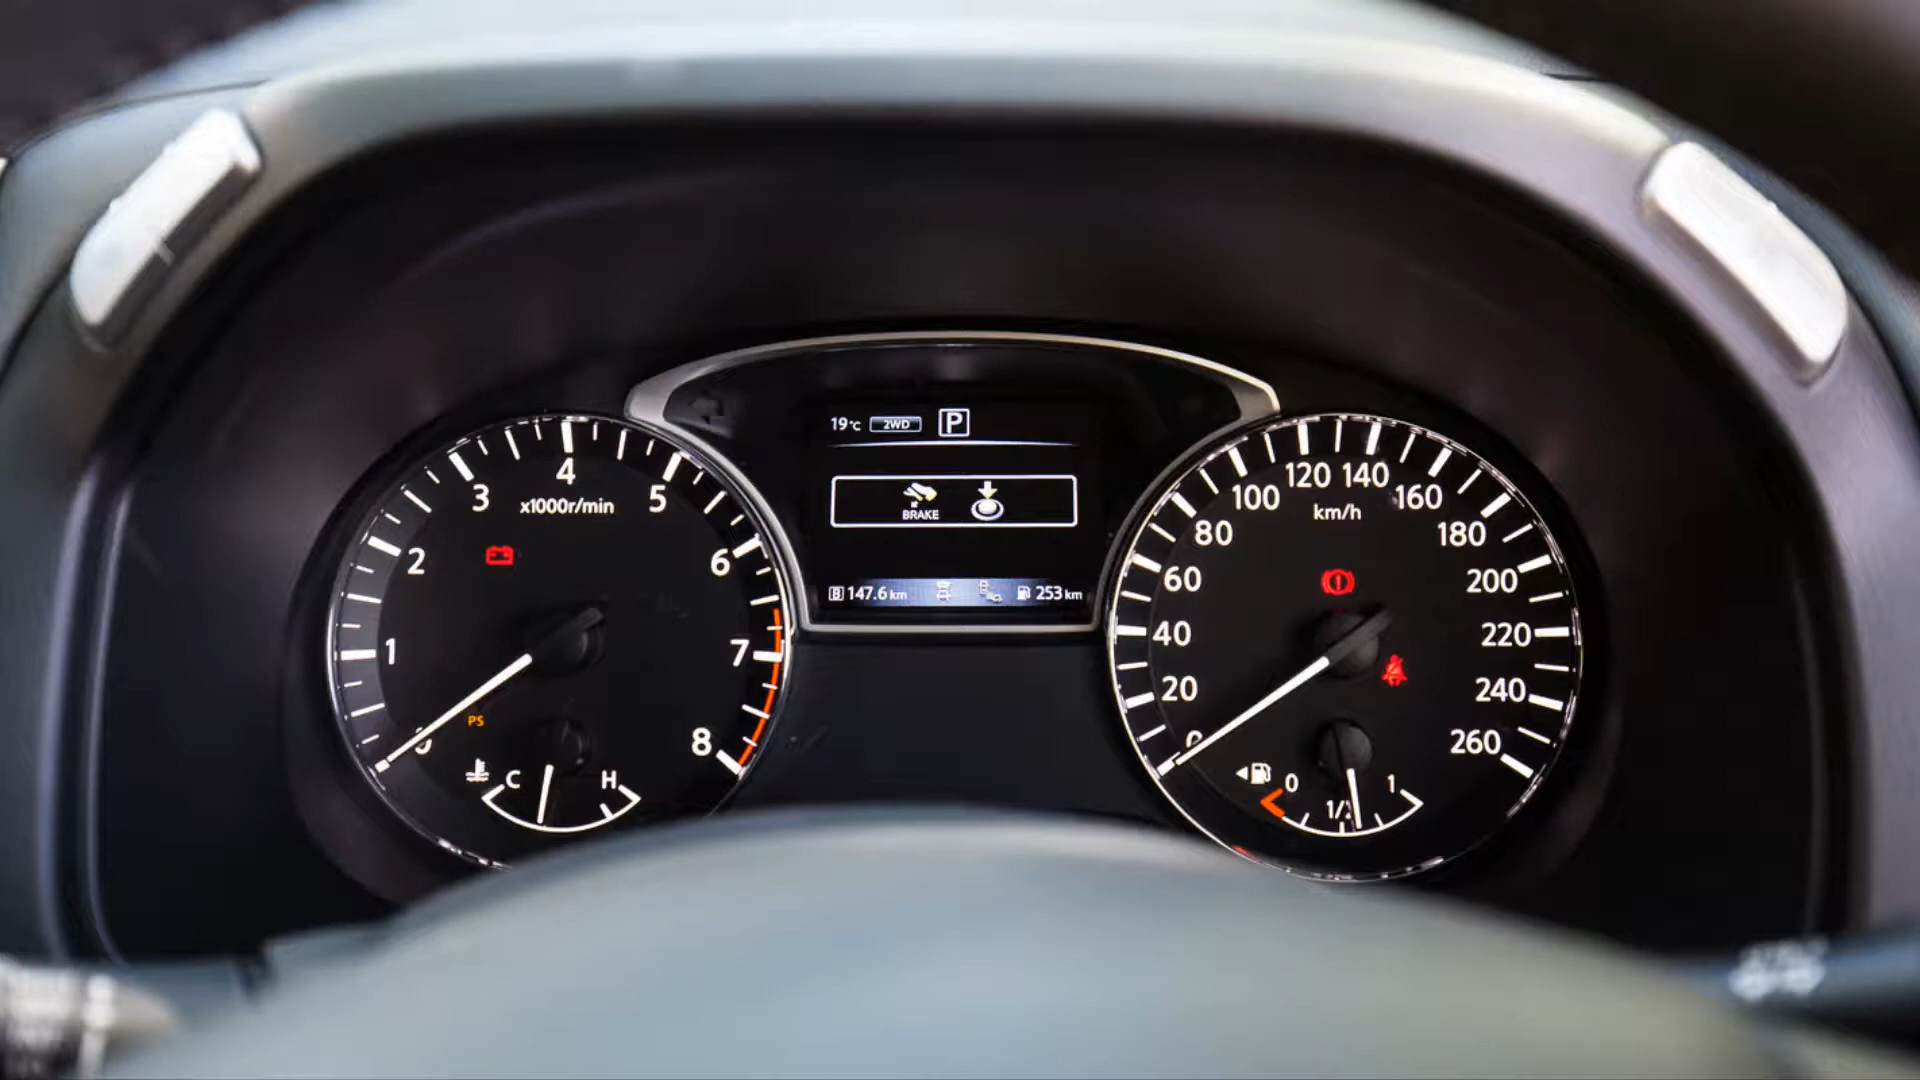 19°C 2WD P
BRAKE
B 147.6 km 253 km
4
3
5
x1000r/min
2
6
1
7
PS
8
C H
120 140
100 160
km/h
80 180
60 200
40 220
20 240
0 260
0 1/2 1